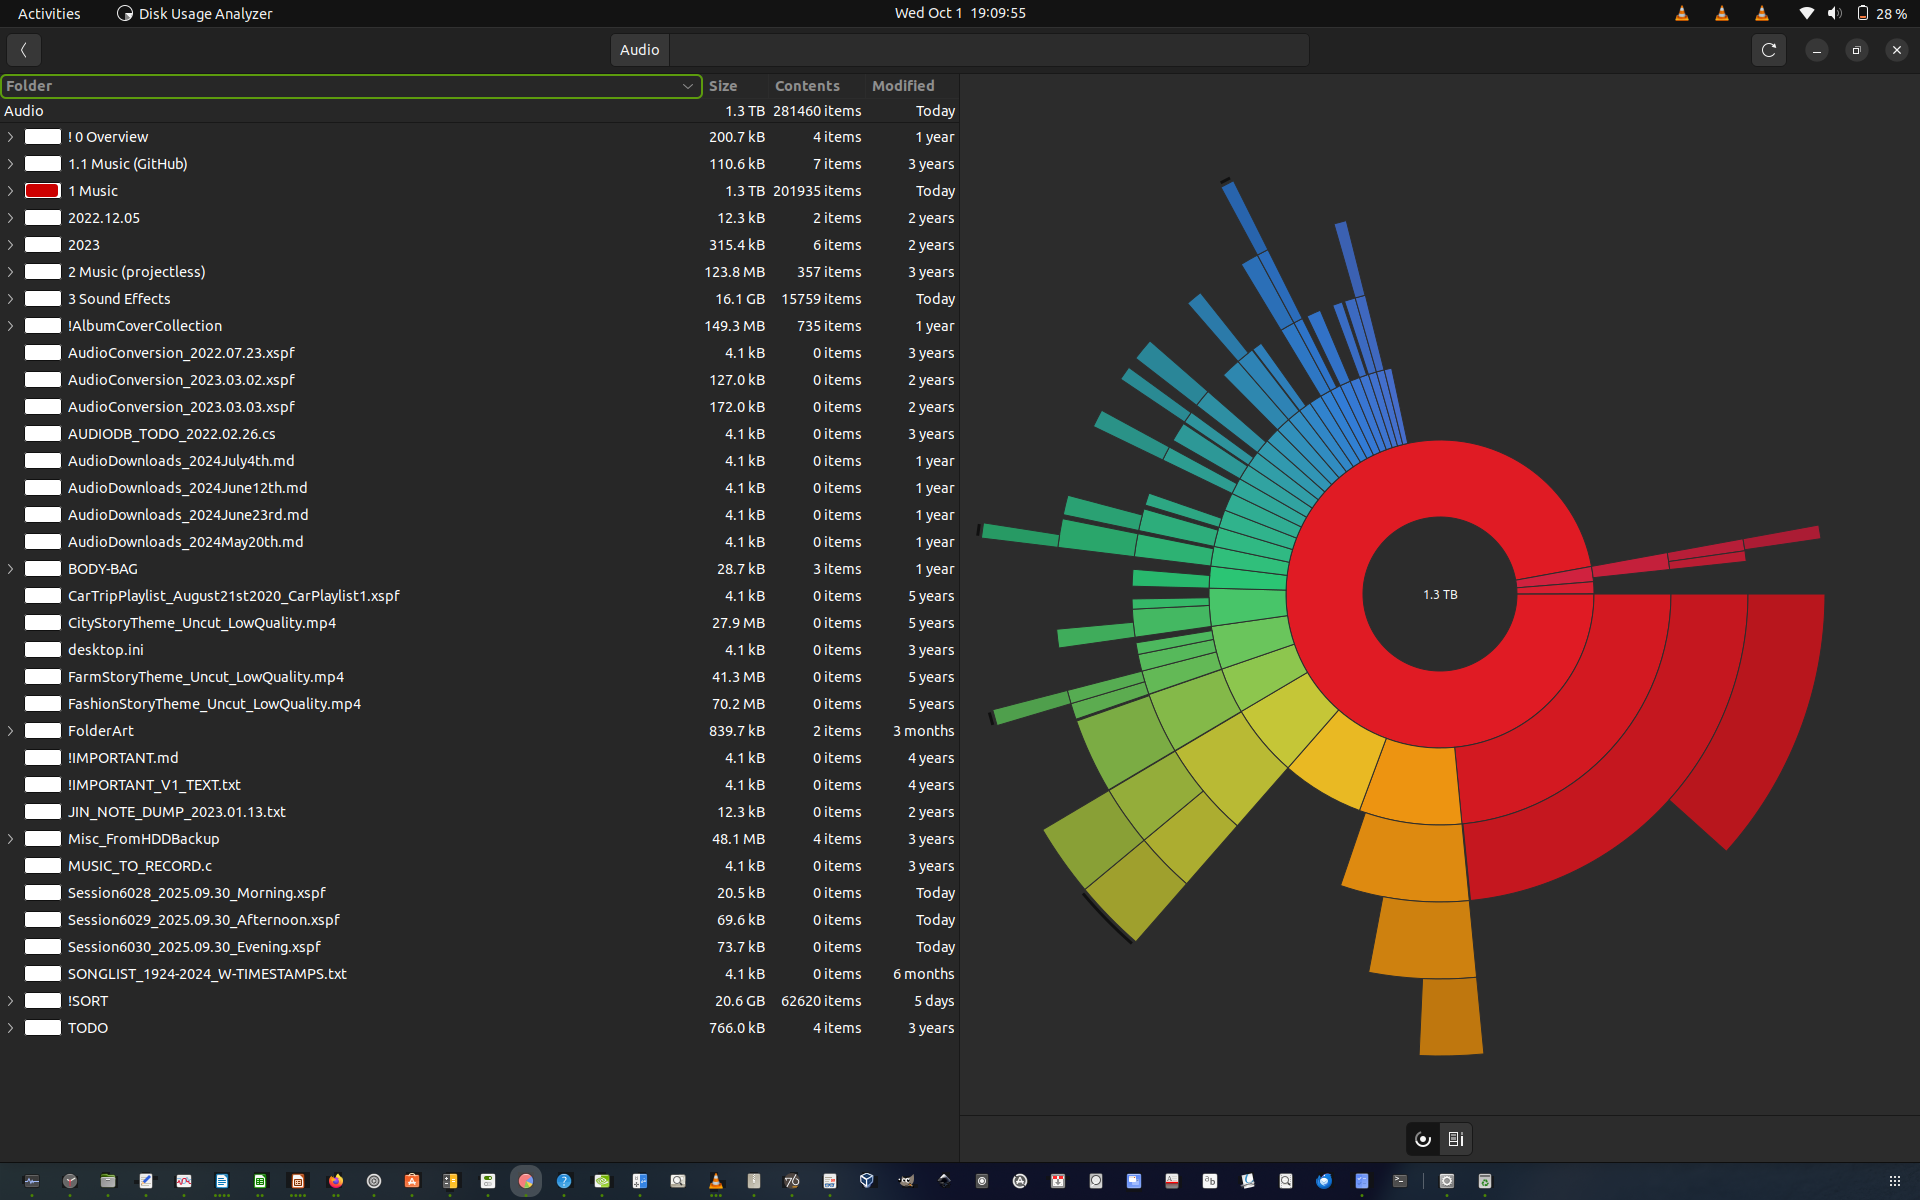 Activities Disk Usage Analyzer Wed Oct 1 19:09:55 28 %
Audio
Folder Size Contents Modified
Audio 1.3 TB 281460 items Today
! 0 Overview 200.7 kB 4 items 1 year
1.1 Music (GitHub) 110.6 kB 7 items 3 years
1 Music 1.3 TB 201935 items Today
2022.12.05 12.3 kB 2 items 2 years
2023 315.4 kB 6 items 2 years
2 Music (projectless) 123.8 MB 357 items 3 years
3 Sound Effects 16.1 GB 15759 items Today
!AlbumCoverCollection 149.3 MB 735 items 1 year
AudioConversion_2022.07.23.xspf 4.1 kB 0 items 3 years
AudioConversion_2023.03.02.xspf 127.0 kB 0 items 2 years
AudioConversion_2023.03.03.xspf 172.0 kB 0 items 2 years
AUDIODB_TODO_2022.02.26.cs 4.1 kB 0 items 3 years
AudioDownloads_2024July4th.md 4.1 kB 0 items 1 year
AudioDownloads_2024June12th.md 4.1 kB 0 items 1 year
AudioDownloads_2024June23rd.md 4.1 kB 0 items 1 year
AudioDownloads_2024May20th.md 4.1 kB 0 items 1 year
BODY-BAG 28.7 kB 3 items 1 year
CarTripPlaylist_August21st2020_CarPlaylist1.xspf 4.1 kB 0 items 5 years
CityStoryTheme_Uncut_LowQuality.mp4 27.9 MB 0 items 5 years
desktop.ini 4.1 kB 0 items 3 years
FarmStoryTheme_Uncut_LowQuality.mp4 41.3 MB 0 items 5 years
FashionStoryTheme_Uncut_LowQuality.mp4 70.2 MB 0 items 5 years
FolderArt 839.7 kB 2 items 3 months
!IMPORTANT.md 4.1 kB 0 items 4 years
!IMPORTANT_V1_TEXT.txt 4.1 kB 0 items 4 years
JIN_NOTE_DUMP_2023.01.13.txt 12.3 kB 0 items 2 years
Misc_FromHDDBackup 48.1 MB 4 items 3 years
MUSIC_TO_RECORD.c 4.1 kB 0 items 3 years
Session6028_2025.09.30_Morning.xspf 20.5 kB 0 items Today
Session6029_2025.09.30_Afternoon.xspf 69.6 kB 0 items Today
Session6030_2025.09.30_Evening.xspf 73.7 kB 0 items Today
SONGLIST_1924-2024_W-TIMESTAMPS.txt 4.1 kB 0 items 6 months
!SORT 20.6 GB 62620 items 5 days
TODO 766.0 kB 4 items 3 years
1.3 TB